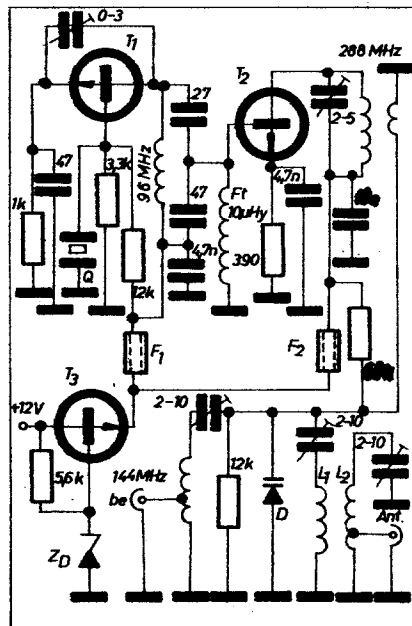 0-3
T1
T2
288 MHz
27
2-5
96 MHz
47
3,3k
47
Ft
10µHy
4,7n
1k
Q
12k
4,7n
390
F1
F2
T3
+12V
2-10
2-10
2-10
5,6k
144MHz
be
12k
D
L1
L2
Ant.
ZD